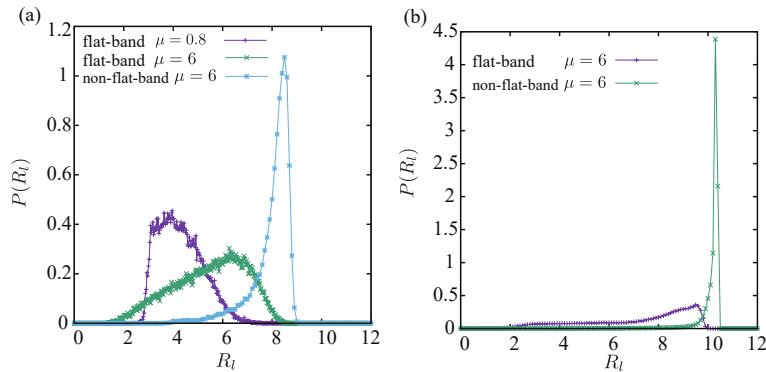 (a)
flat-band μ = 0.8
flat-band μ = 6
non-flat-band μ = 6
P(R_l)
1.2
1
0.8
0.6
0.4
0.2
0
0 2 4 6 8 10 12
R_l
(b)
flat-band μ = 6
non-flat-band μ = 6
P(R_l)
4.5
4
3.5
3
2.5
2
1.5
1
0.5
0
0 2 4 6 8 10 12
R_l